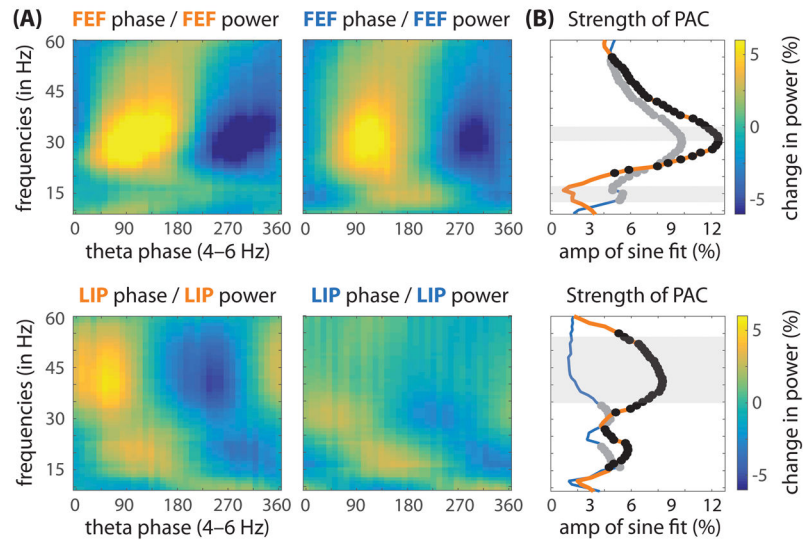 (A) FEF phase / FEF power FEF phase / FEF power (B) Strength of PAC
60
45
30
15
frequencies (in Hz)
0 90 180 270 360
theta phase (4–6 Hz)
0 90 180 270 360
0 3 6 9 12
amp of sine fit (%)
5
0
-5
change in power (%)
LIP phase / LIP power LIP phase / LIP power Strength of PAC
60
45
30
15
frequencies (in Hz)
0 90 180 270 360
theta phase (4–6 Hz)
0 90 180 270 360
0 3 6 9 12
amp of sine fit (%)
5
0
-5
change in power (%)